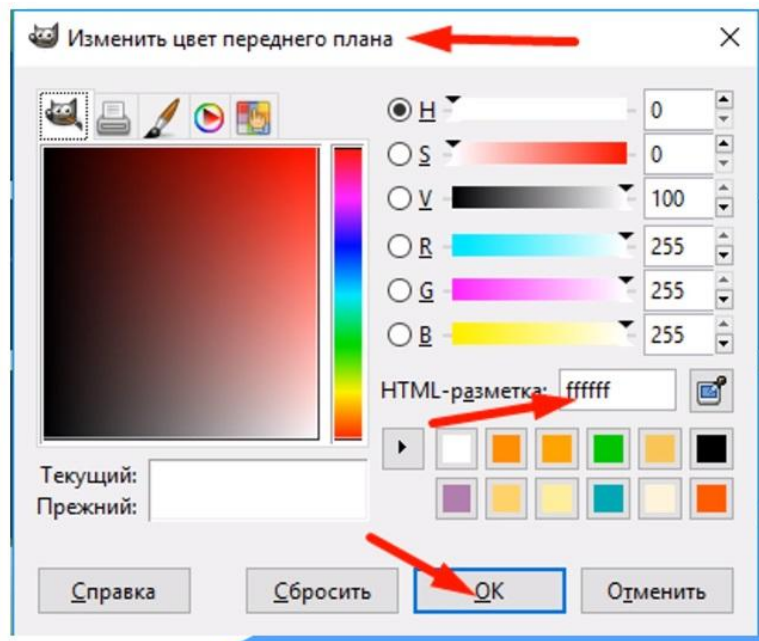 Изменить цвет переднего плана
H 0
S 0
V 100
R 255
G 255
B 255
HTML-разметка: ffffff
Текущий:
Прежний:
Справка Сбросить OK Отменить